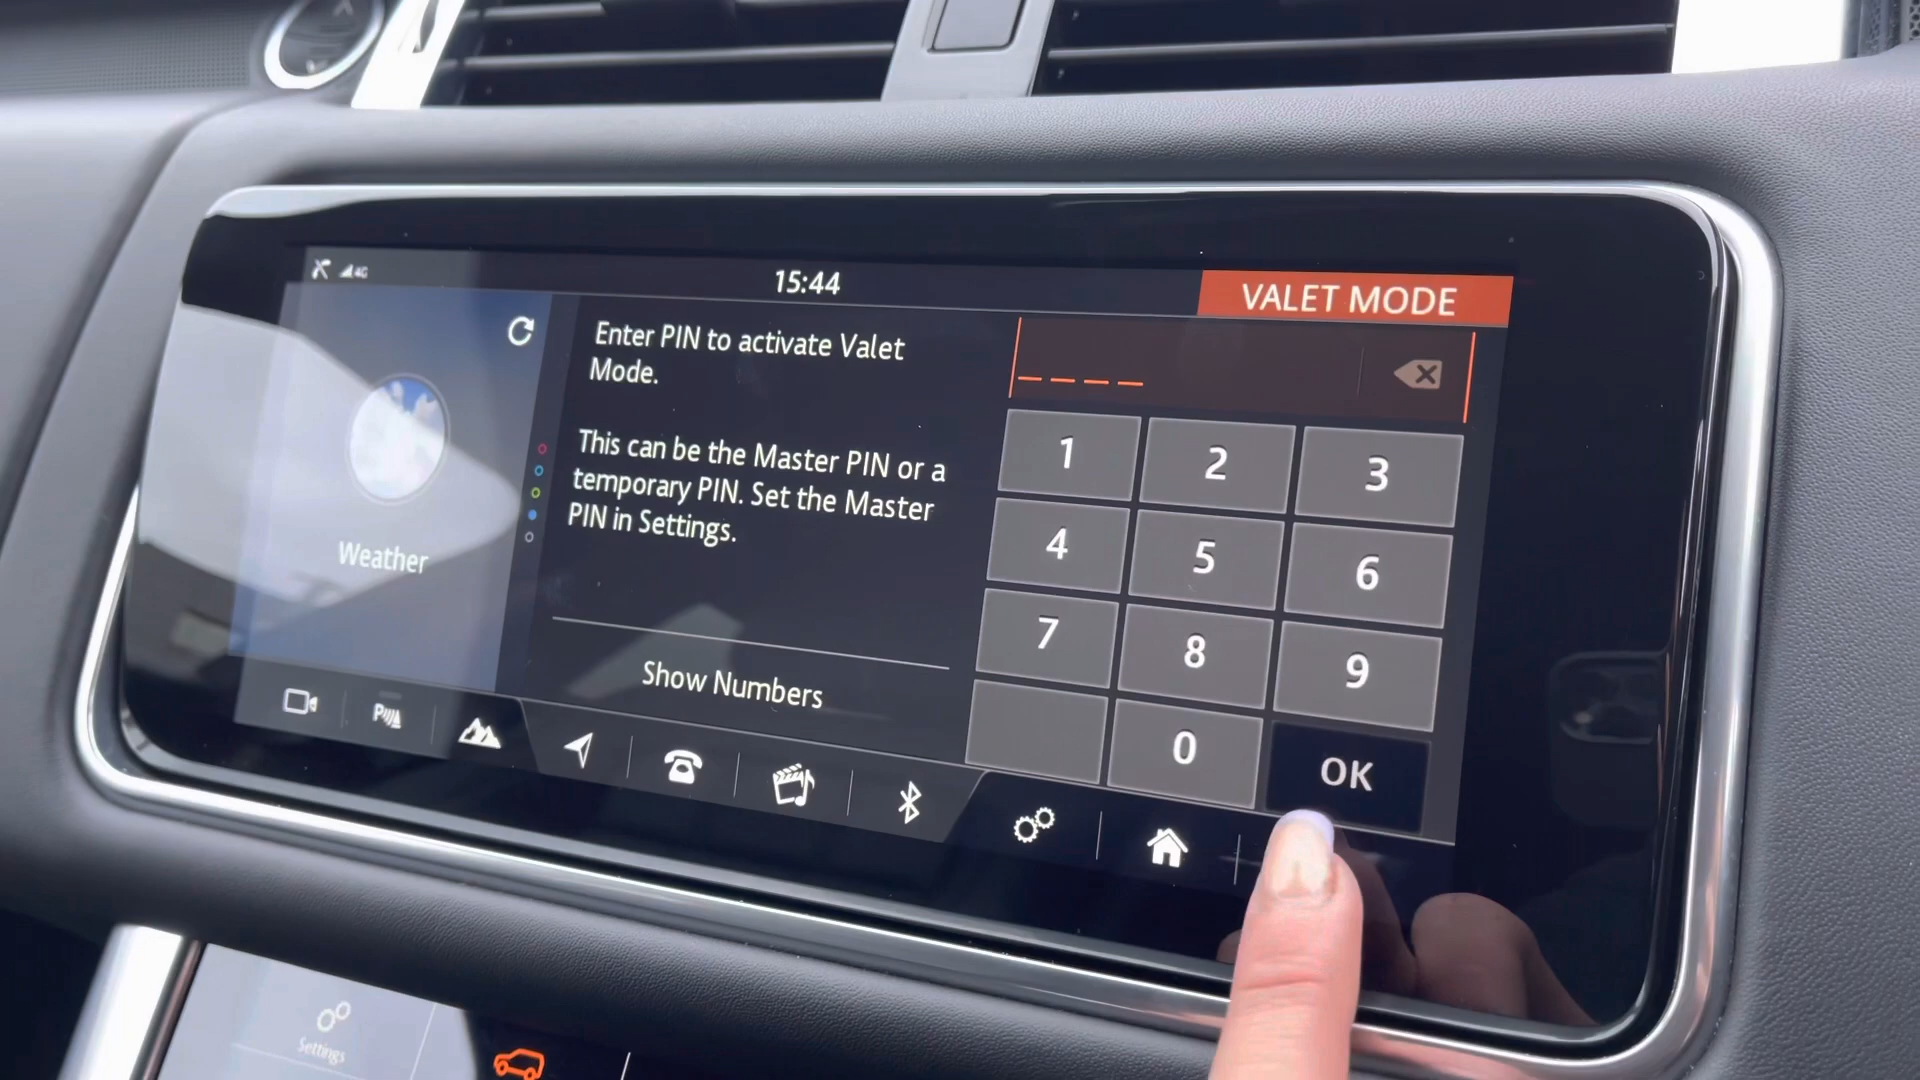 4G
15:44
VALET MODE
Enter PIN to activate Valet
Mode.
This can be the Master PIN or a
temporary PIN. Set the Master
PIN in Settings.
Show Numbers
Weather
1 2 3
4 5 6
7 8 9
0 OK
P
Settings